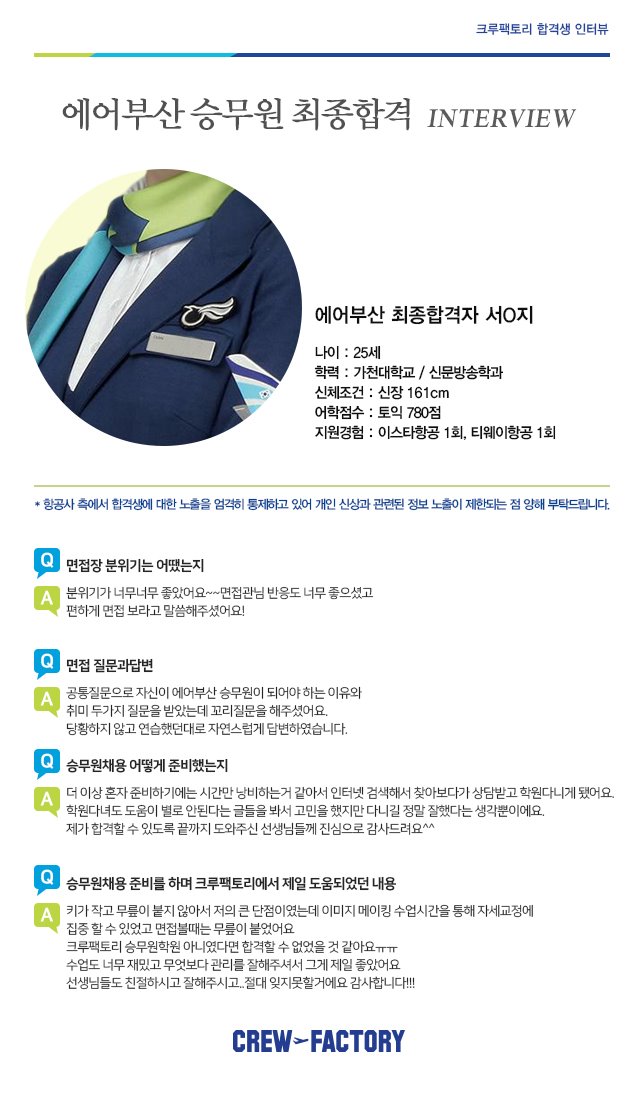 크루팩토리 합격생 인터뷰
에어부산 승무원 최종합격 INTERVIEW
에어부산 최종합격자 서O지
나이 : 25세
학력 : 가천대학교 / 신문방송학과
신체조건 : 신장 161cm
어학점수 : 토익 780점
지원경험 : 이스타항공 1회, 티웨이항공 1회
* 항공사 측에서 합격생에 대한 노출을 엄격히 통제하고 있어 개인 신상과 관련된 정보 노출이 제한되는 점 양해 부탁드립니다.
Q 면접장 분위기는 어땠는지
A 분위기가 너무너무 좋았어요~~면접관님 반응도 너무 좋으셨고
편하게 면접 보라고 말씀해주셨어요!
Q 면접 질문과답변
A 공통질문으로 자신이 에어부산 승무원이 되어야 하는 이유와
취미 두가지 질문을 받았는데 꼬리질문을 해주셨어요.
당황하지 않고 연습했던대로 자연스럽게 답변하였습니다.
Q 승무원채용 어떻게 준비했는지
A 더 이상 혼자 준비하기에는 시간만 낭비하는거 같아서 인터넷 검색해서 찾아보다가 상담받고 학원다니게 됐어요.
학원다녀도 도움이 별로 안된다는 글들을 봐서 고민을 했지만 다니길 정말 잘했다는 생각뿐이에요.
제가 합격할 수 있도록 끝까지 도와주신 선생님들께 진심으로 감사드려요^^
Q 승무원채용 준비를 하며 크루팩토리에서 제일 도움되었던 내용
A 키가 작고 무릎이 붙지 않아서 저의 큰 단점이였는데 이미지 메이킹 수업시간을 통해 자세교정에
집중 할 수 있었고 면접볼때는 무릎이 붙었어요
크루팩토리 승무원학원 아니였다면 합격할 수 없었을 것 같아요ㅠㅠ
수업도 너무 재밌고 무엇보다 관리를 잘해주셔서 그게 제일 좋았어요
선생님들도 친절하시고 잘해주시고..절대 잊지못할거에요 감사합니다!!!
CREW FACTORY